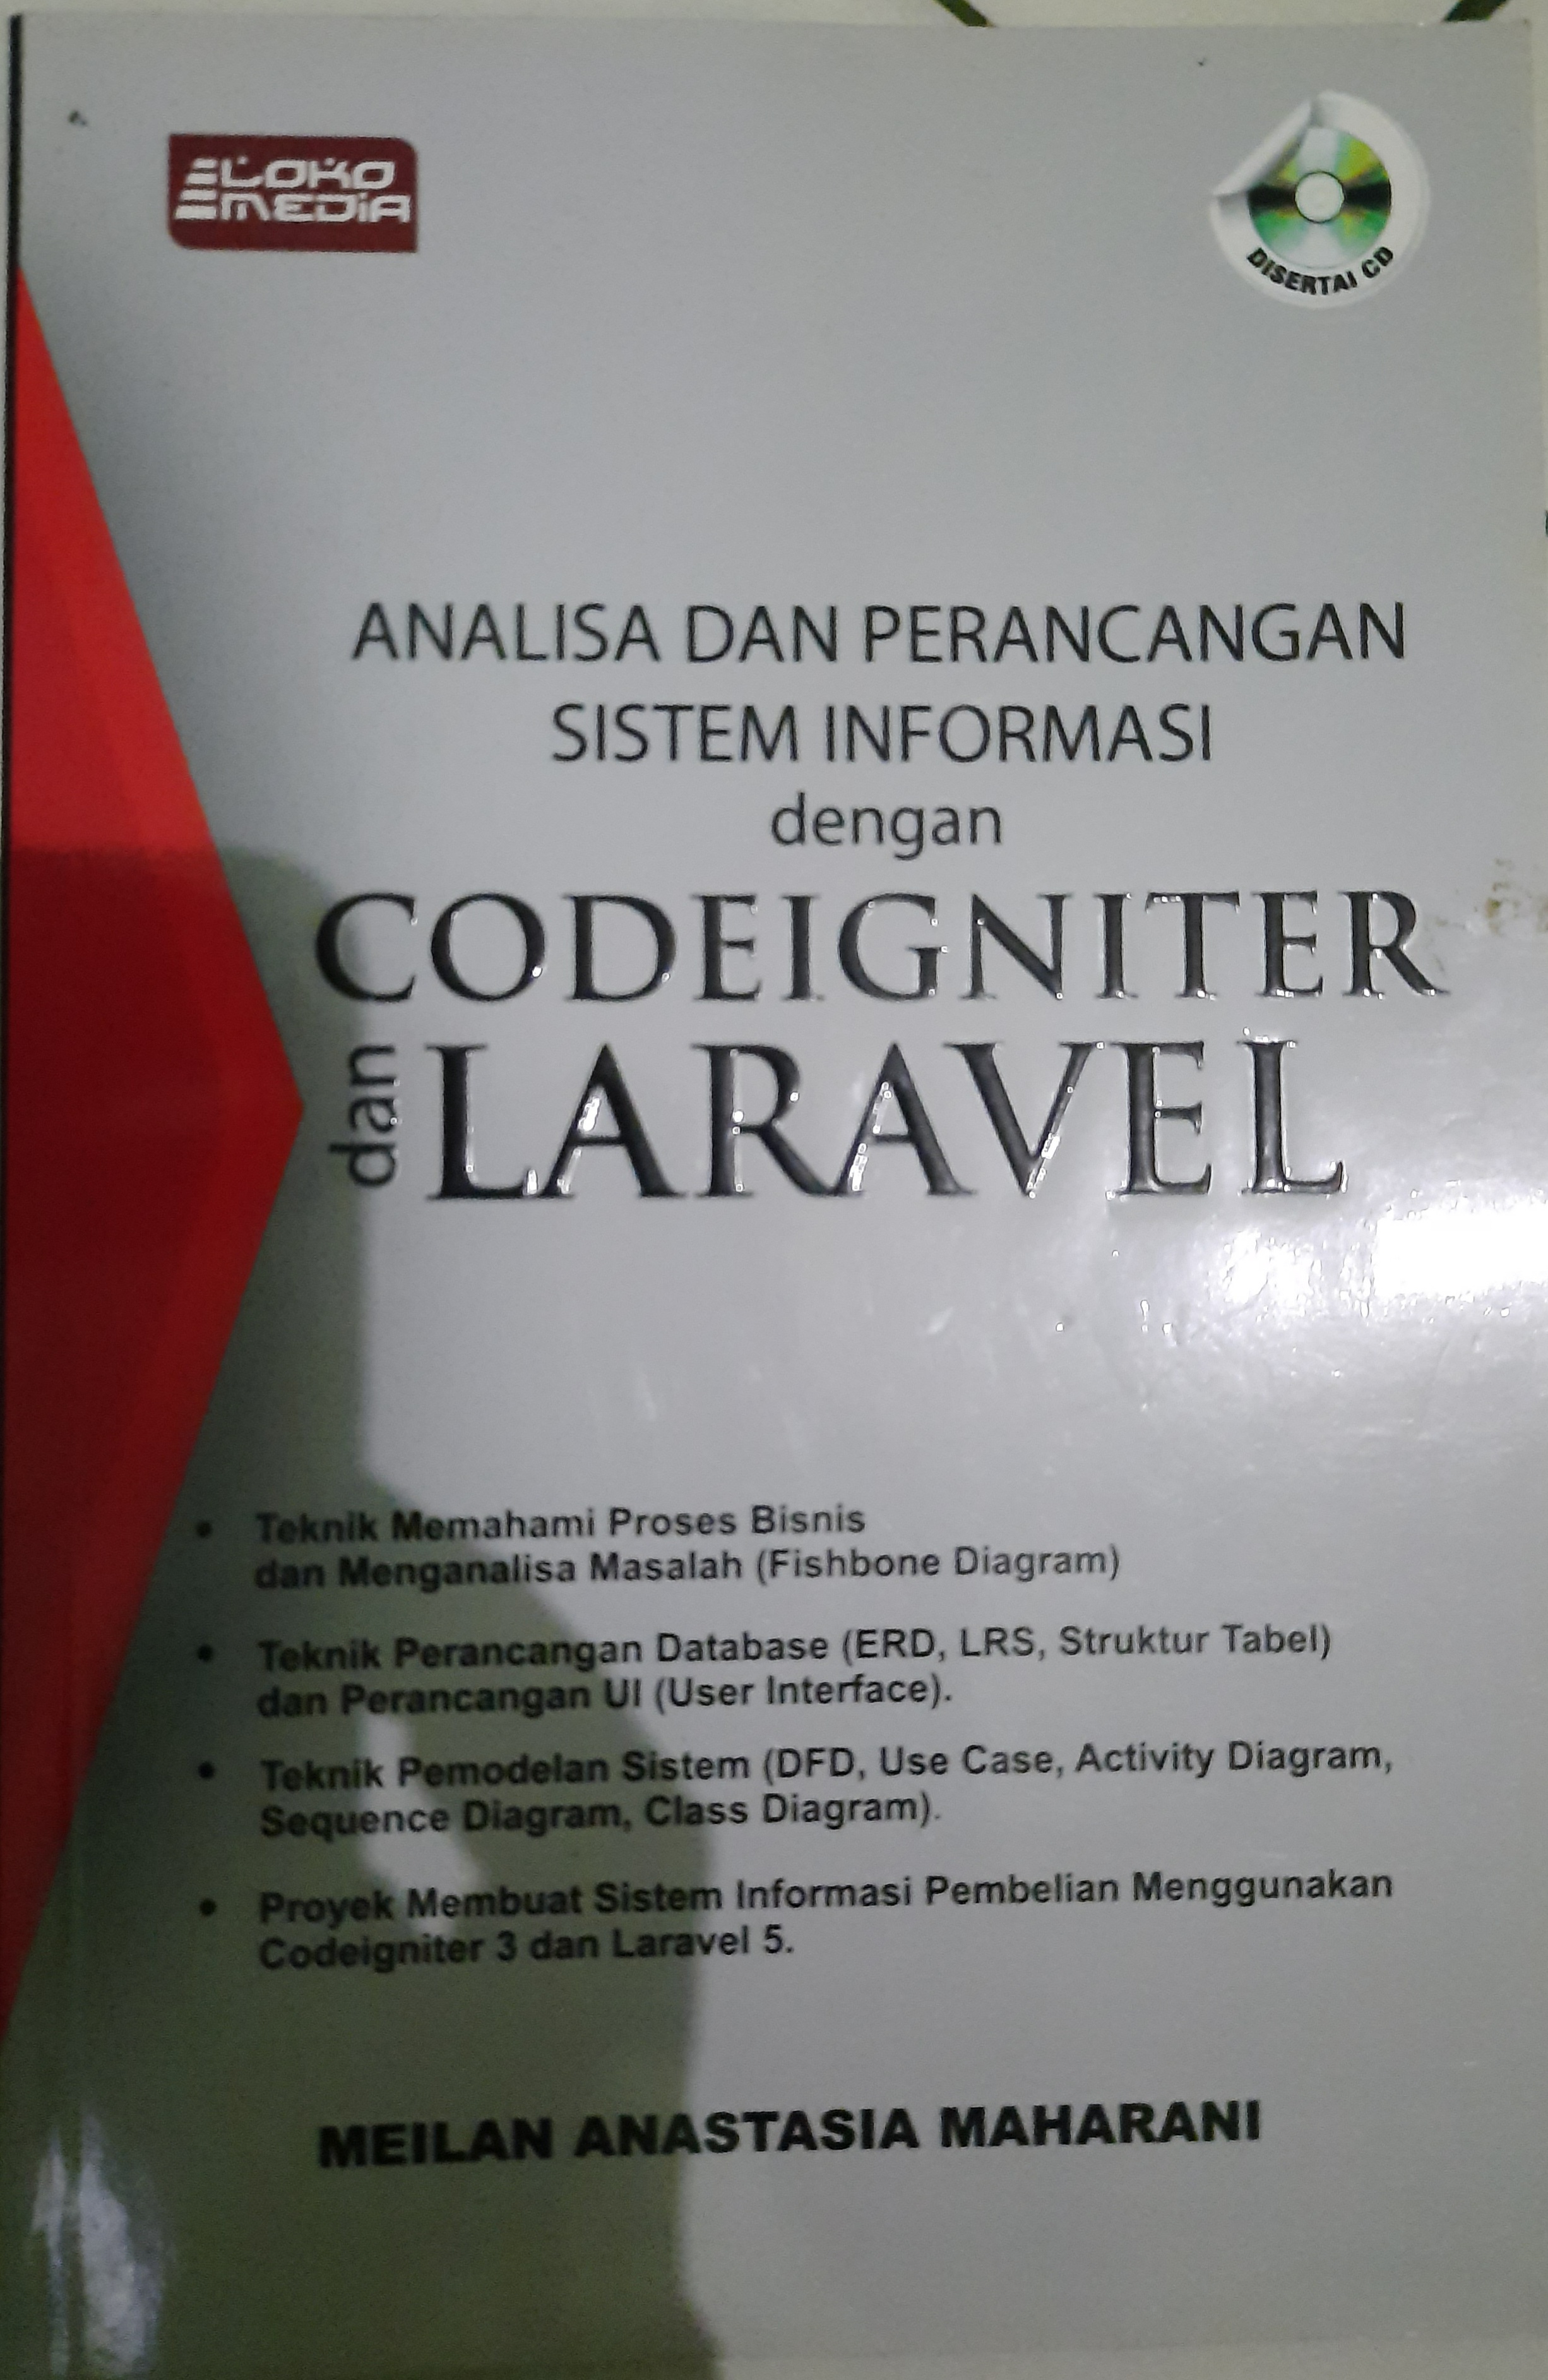 LOKO
MEDIA
DISERTAI CD
ANALISA DAN PERANCANGAN
SISTEM INFORMASI
dengan
CODEIGNITER
dan LARAVEL
• Teknik Memahami Proses Bisnis
dan Menganalisa Masalah (Fishbone Diagram)
• Teknik Perancangan Database (ERD, LRS, Struktur Tabel)
dan Perancangan UI (User Interface).
• Teknik Pemodelan Sistem (DFD, Use Case, Activity Diagram,
Sequence Diagram, Class Diagram).
• Proyek Membuat Sistem Informasi Pembelian Menggunakan
Codeigniter 3 dan Laravel 5.
MEILAN ANASTASIA MAHARANI